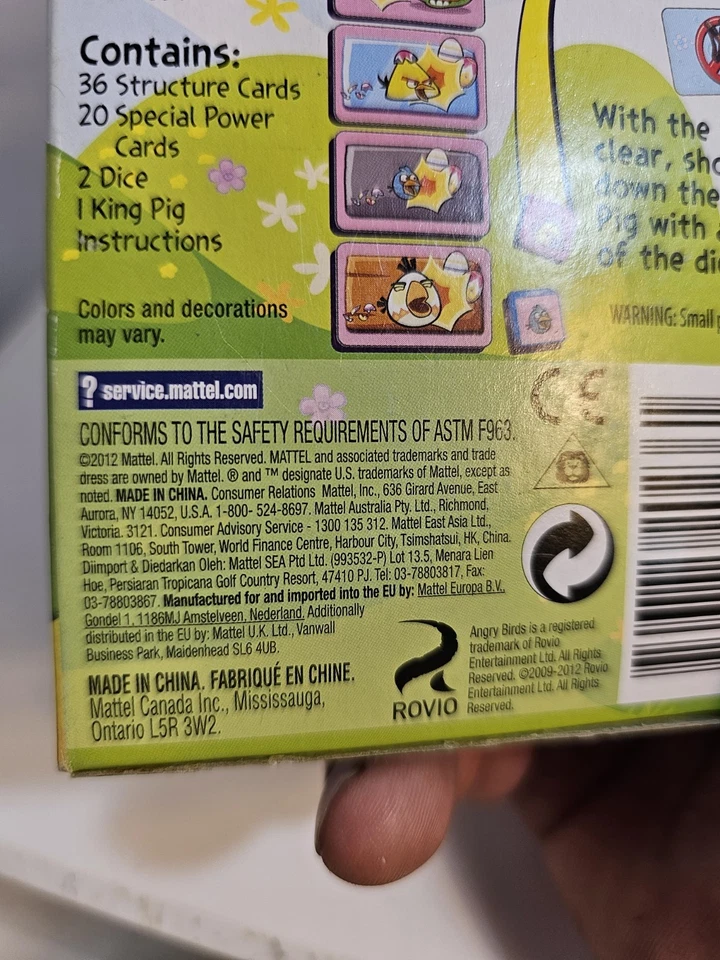 Contains:
36 Structure Cards
20 Special Power
Cards
2 Dice
1 King Pig
Instructions
Colors and decorations
may vary.
With the
clear,
down the
Pig with
of the
WARNING: Small
? service.mattel.com
CONFORMS TO THE SAFETY REQUIREMENTS OF ASTM F963.
©2012 Mattel. All Rights Reserved. MATTEL and associated trademarks and trade
dress are owned by Mattel. ® and ™ designate U.S. trademarks of Mattel, except as
noted. MADE IN CHINA. Consumer Relations Mattel, Inc., 636 Girard Avenue, East
Aurora, NY 14052, U.S.A. 1-800- 524-8697. Mattel Australia Pty. Ltd., Richmond,
Victoria. 3121. Consumer Advisory Service - 1300 135 312. Mattel East Asia Ltd.,
Room 1106, South Tower, World Finance Centre, Harbour City, Tsimshatsui, HK, China.
Diimport & Diedarkan Oleh: Mattel SEA Ptd Ltd. (993532-P) Lot 13.5, Menara Lien
Hoe, Persiaran Tropicana Golf Country Resort, 47410 PJ. Tel: 03-78803817, Fax:
03-78803867. Manufactured for and imported into the EU by: Mattel Europa B.V.,
Gondel 1, 1186MJ Amstelveen, Nederland. Additionally
distributed in the EU by: Mattel U.K. Ltd., Vanwall
Business Park, Maidenhead SL6 4UB.
MADE IN CHINA. FABRIQUÉ EN CHINE.
Mattel Canada Inc., Mississauga,
Ontario L5R 3W2.
CE
ROVIO
Angry Birds is a registered
trademark of Rovio
Entertainment Ltd. All Rights
Reserved. ©2009-2012 Rovio
Entertainment Ltd. All Rights
Reserved.